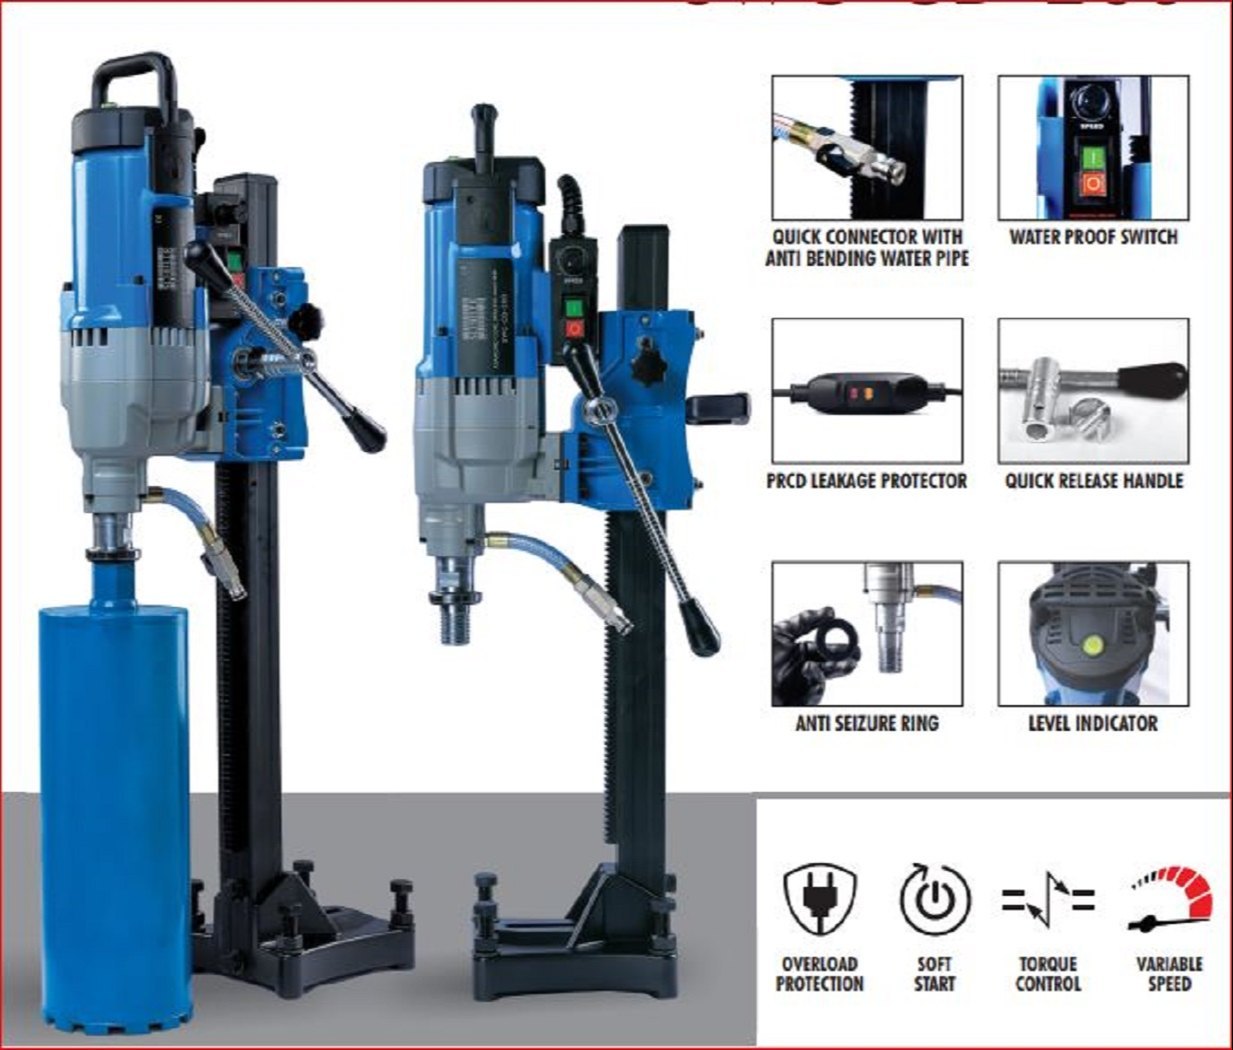 QUICK CONNECTOR WITH
ANTI BENDING WATER PIPE
SPEED
WATER PROOF SWITCH
PRCD LEAKAGE PROTECTOR
QUICK RELEASE HANDLE
ANTI SEIZURE RING
LEVEL INDICATOR
OVERLOAD
PROTECTION
SOFT
START
TORQUE
CONTROL
VARIABLE
SPEED